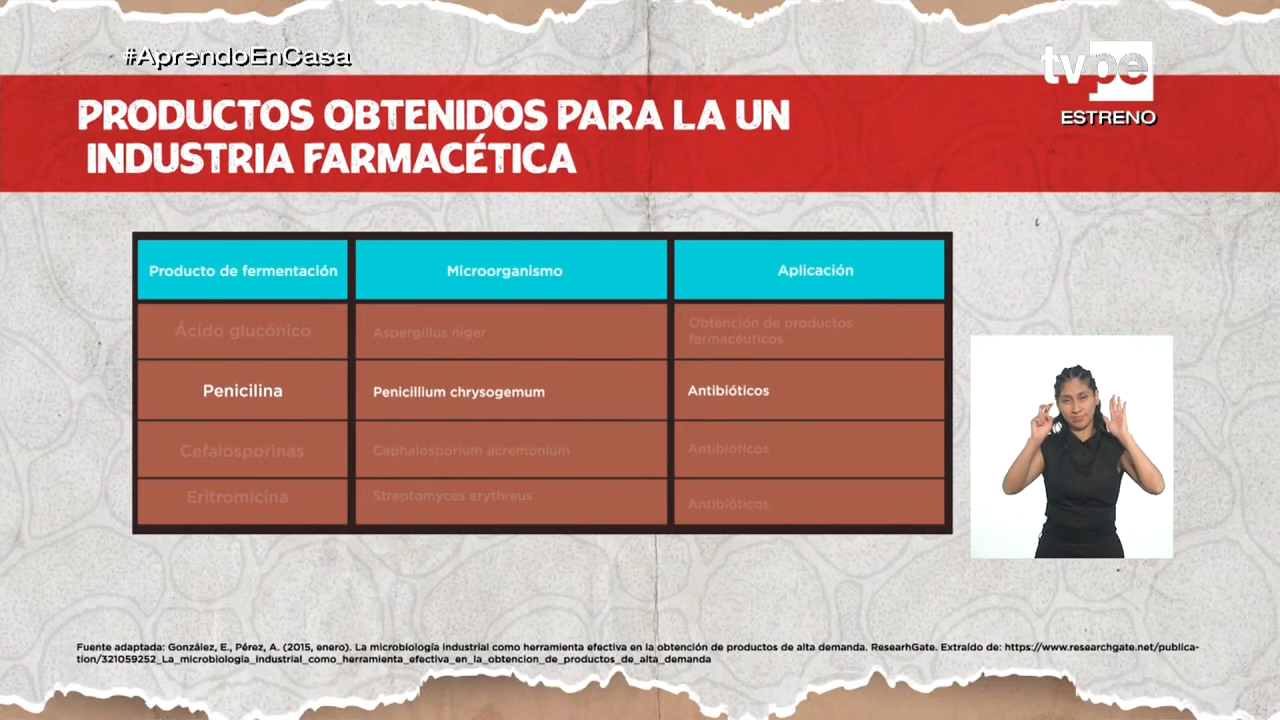 #AprendoEnCasa
tvpe
ESTRENO
PRODUCTOS OBTENIDOS PARA LA UN
INDUSTRIA FARMACÉTICA
Producto de fermentación
Microorganismo
Aplicación
Ácido glucónico
Aspergillus niger
Obtención de productos
farmacéuticos
Penicilina
Penicillium chrysogemum
Antibióticos
Cefalosporinas
Cephalosporium acremonium
Antibióticos
Eritromicina
Streptomyces erythreus
Antibióticos
Fuente adaptada: González, E., Pérez, A. (2015, enero). La microbiología industrial como herramienta efectiva en la obtención de productos de alta demanda. ResearhGate. Extraído de: https://www.researchgate.net/publica-
tion/321059252_La_microbiologia_industrial_como_herramienta_efectiva_en_la_obtencion_de_productos_de_alta_demanda